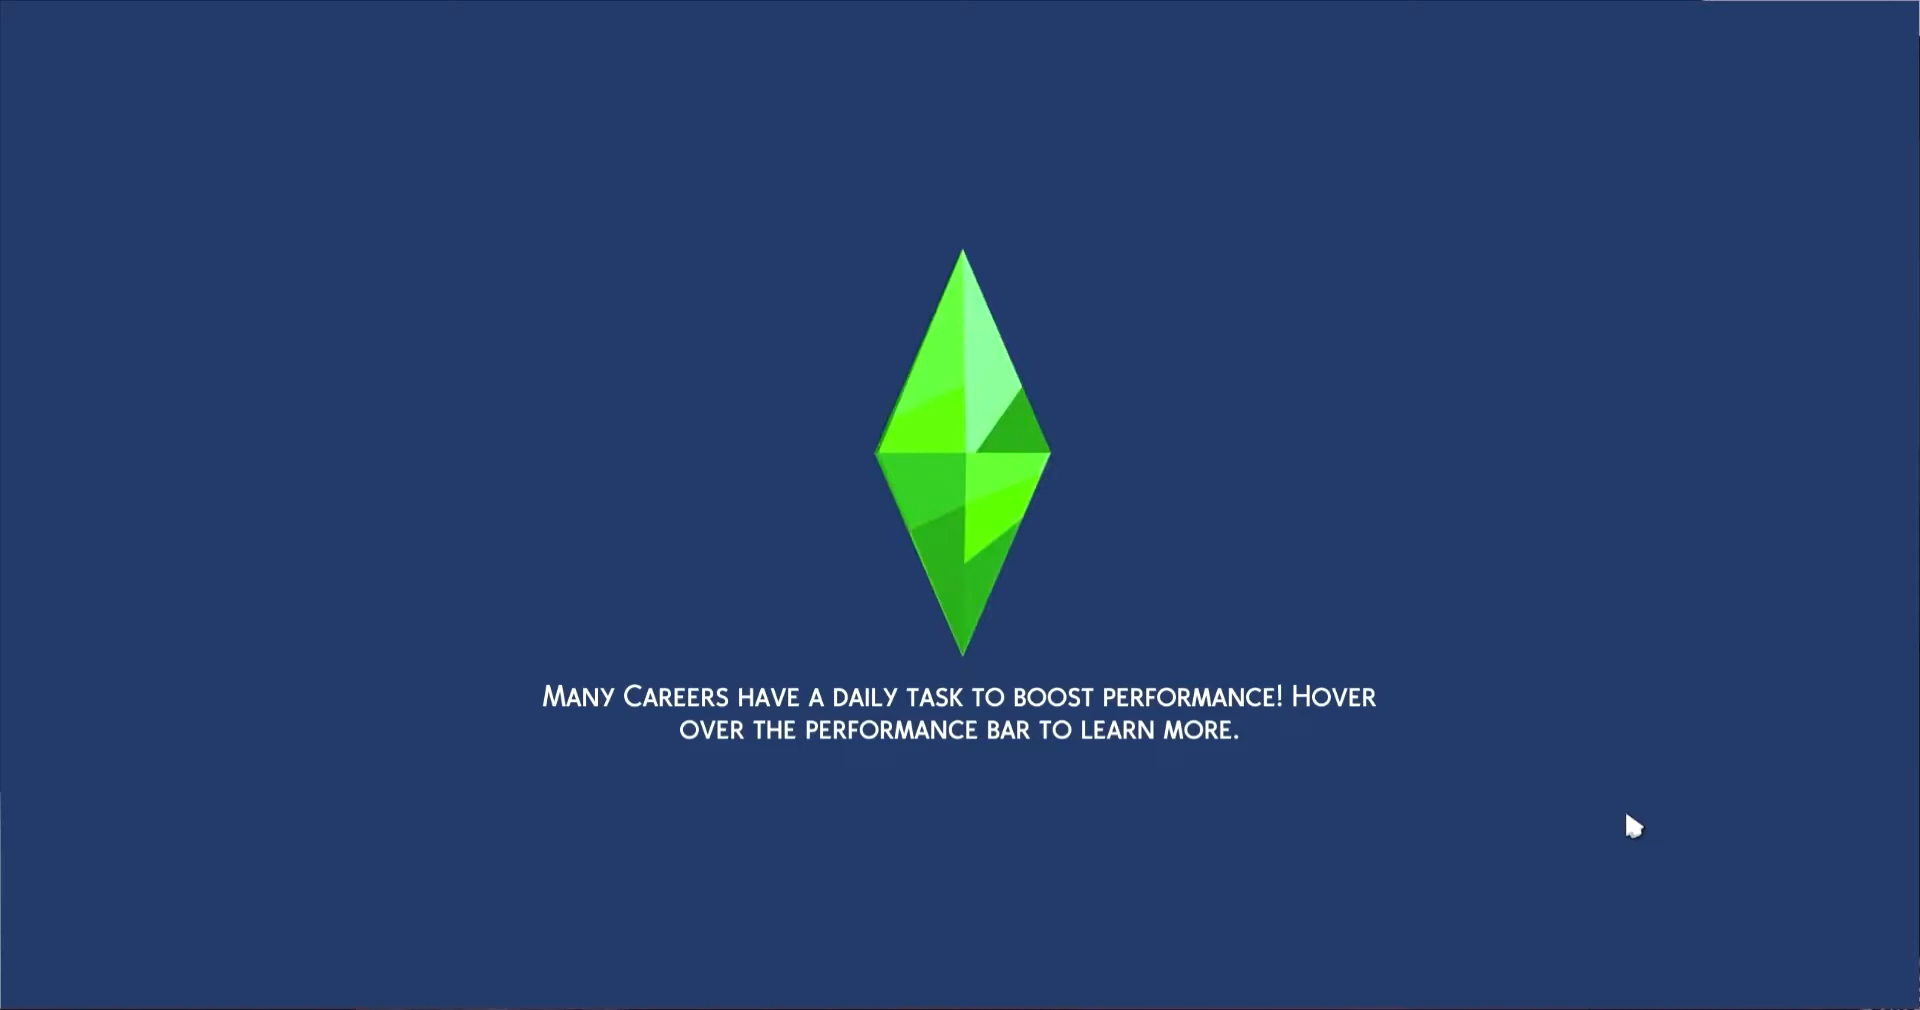 Many Careers have a daily task to boost performance! Hover
over the performance bar to learn more.